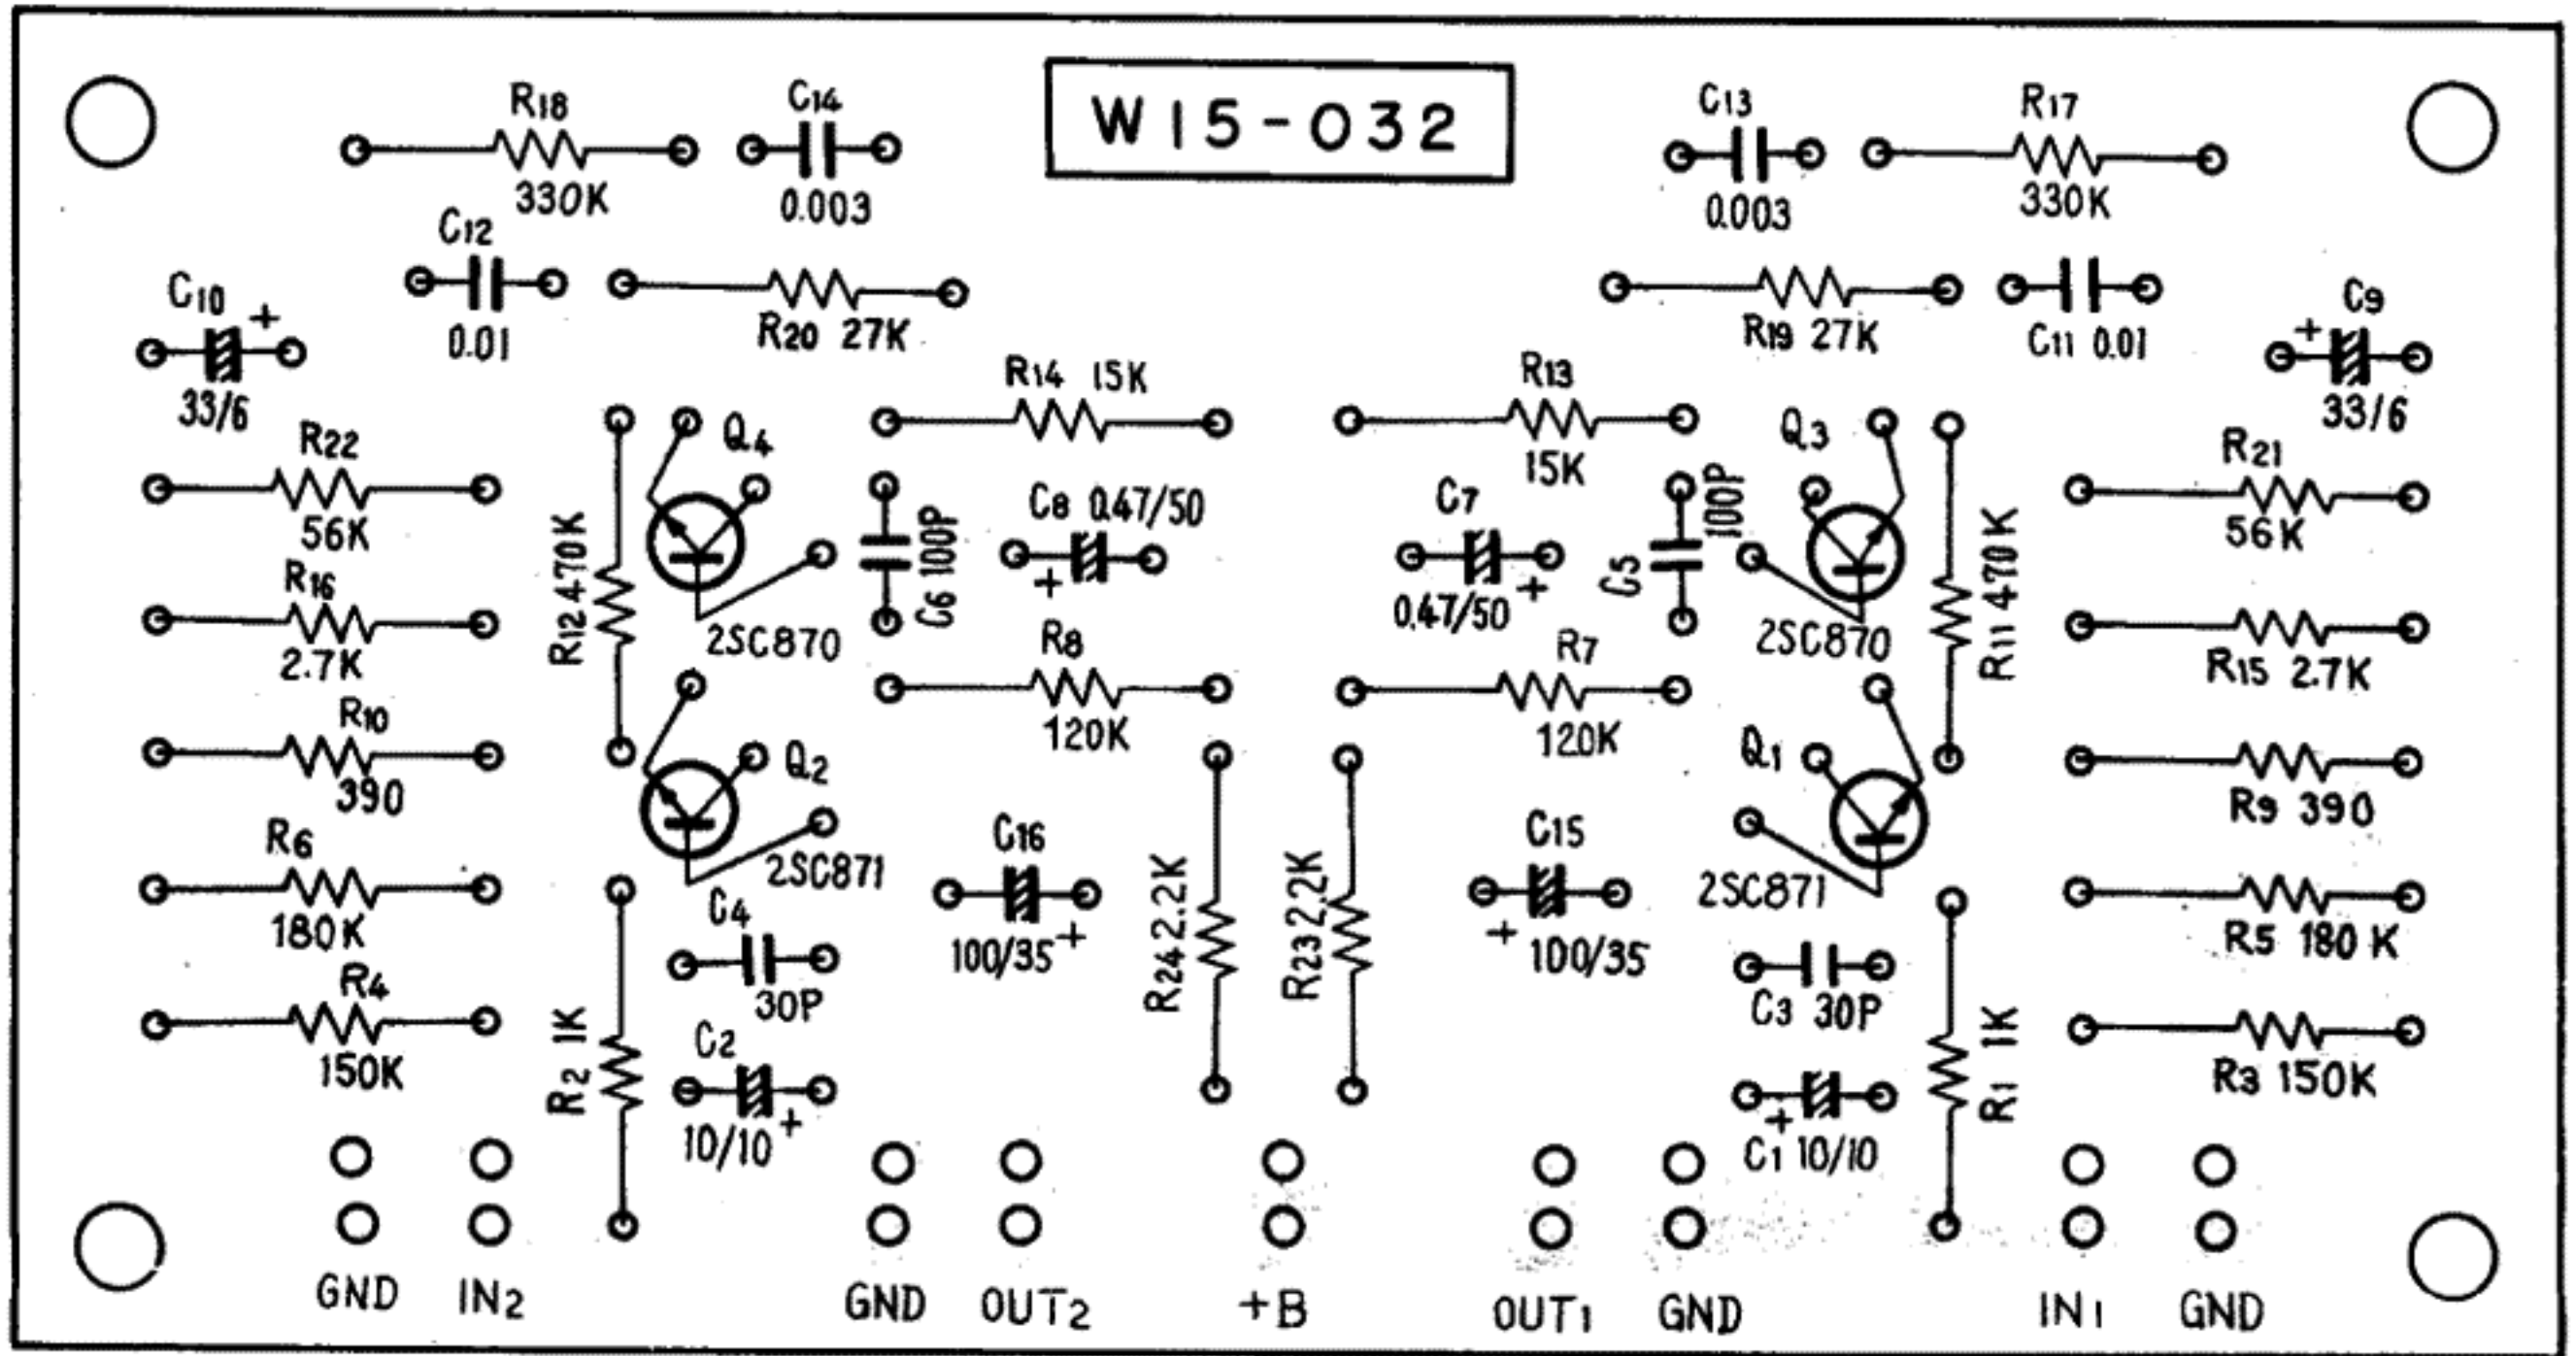 W15-032
R18
330K
C14
0.003
C13
0.003
R17
330K
C12
0.01
R20 27K
R19 27K
C11 0.01
C10
+
33/6
C9
+
33/6
R14 15K
R13
15K
R22
56K
Q4
2SC870
R12 470K
C6 100P
C8 0.47/50
+
C7
0.47/50 +
C5
100P
Q3
2SC870
R11 470K
R21
56K
R16
2.7K
R8
120K
R7
120K
R15 2.7K
R10
390
Q2
2SC871
Q1
2SC871
R9 390
R6
180K
C16
100/35 +
R24 2.2K
R23 2.2K
C15
+ 100/35
R5 180K
R4
150K
R2 1K
C4
30P
C2
10/10 +
C3 30P
+
C1 10/10
R1 1K
R3 150K
GND IN2 GND OUT2 +B OUT1 GND IN1 GND